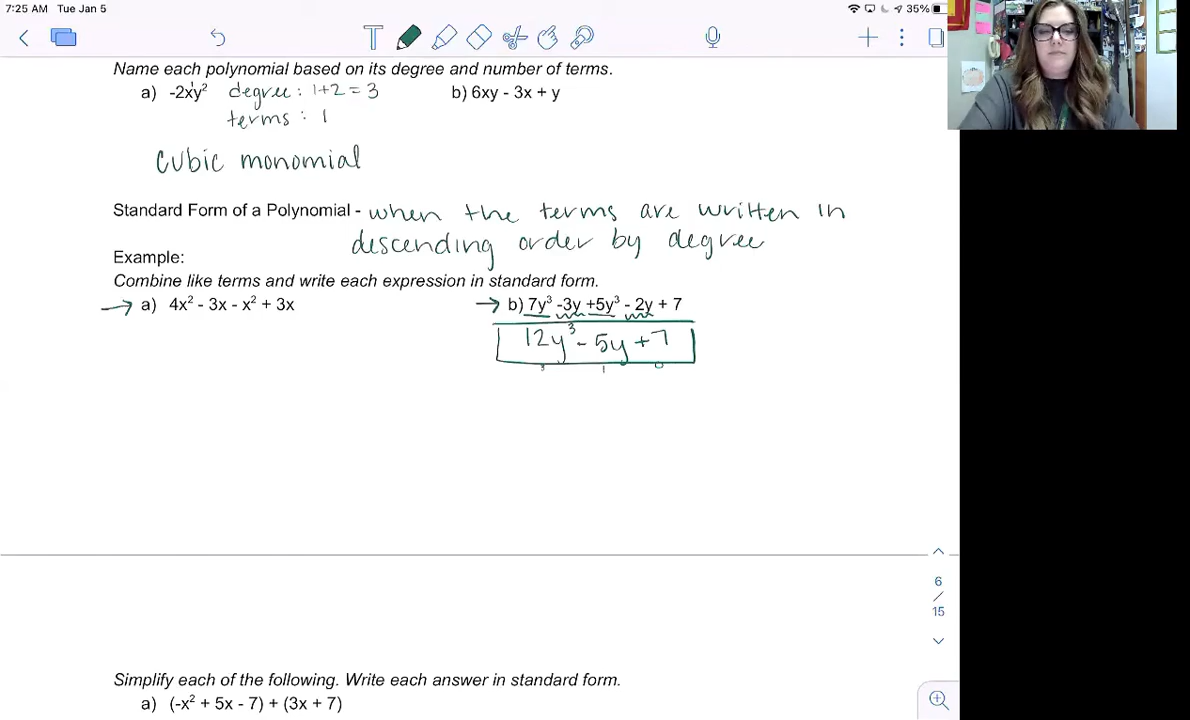 7:25 AM Tue Jan 5 35%
T
Name each polynomial based on its degree and number of terms.
a) -2x¹y² degree : 1+2 = 3 b) 6xy - 3x + y
terms : 1
cubic monomial
Standard Form of a Polynomial - when the terms are written in
descending order by degree
Example:
Combine like terms and write each expression in standard form.
→ a) 4x² - 3x - x² + 3x → b) 7y³ -3y +5y³ - 2y + 7
12y³ - 5y + 7
3 1 0
6
/
15
Simplify each of the following. Write each answer in standard form.
a) (-x² + 5x - 7) + (3x + 7)